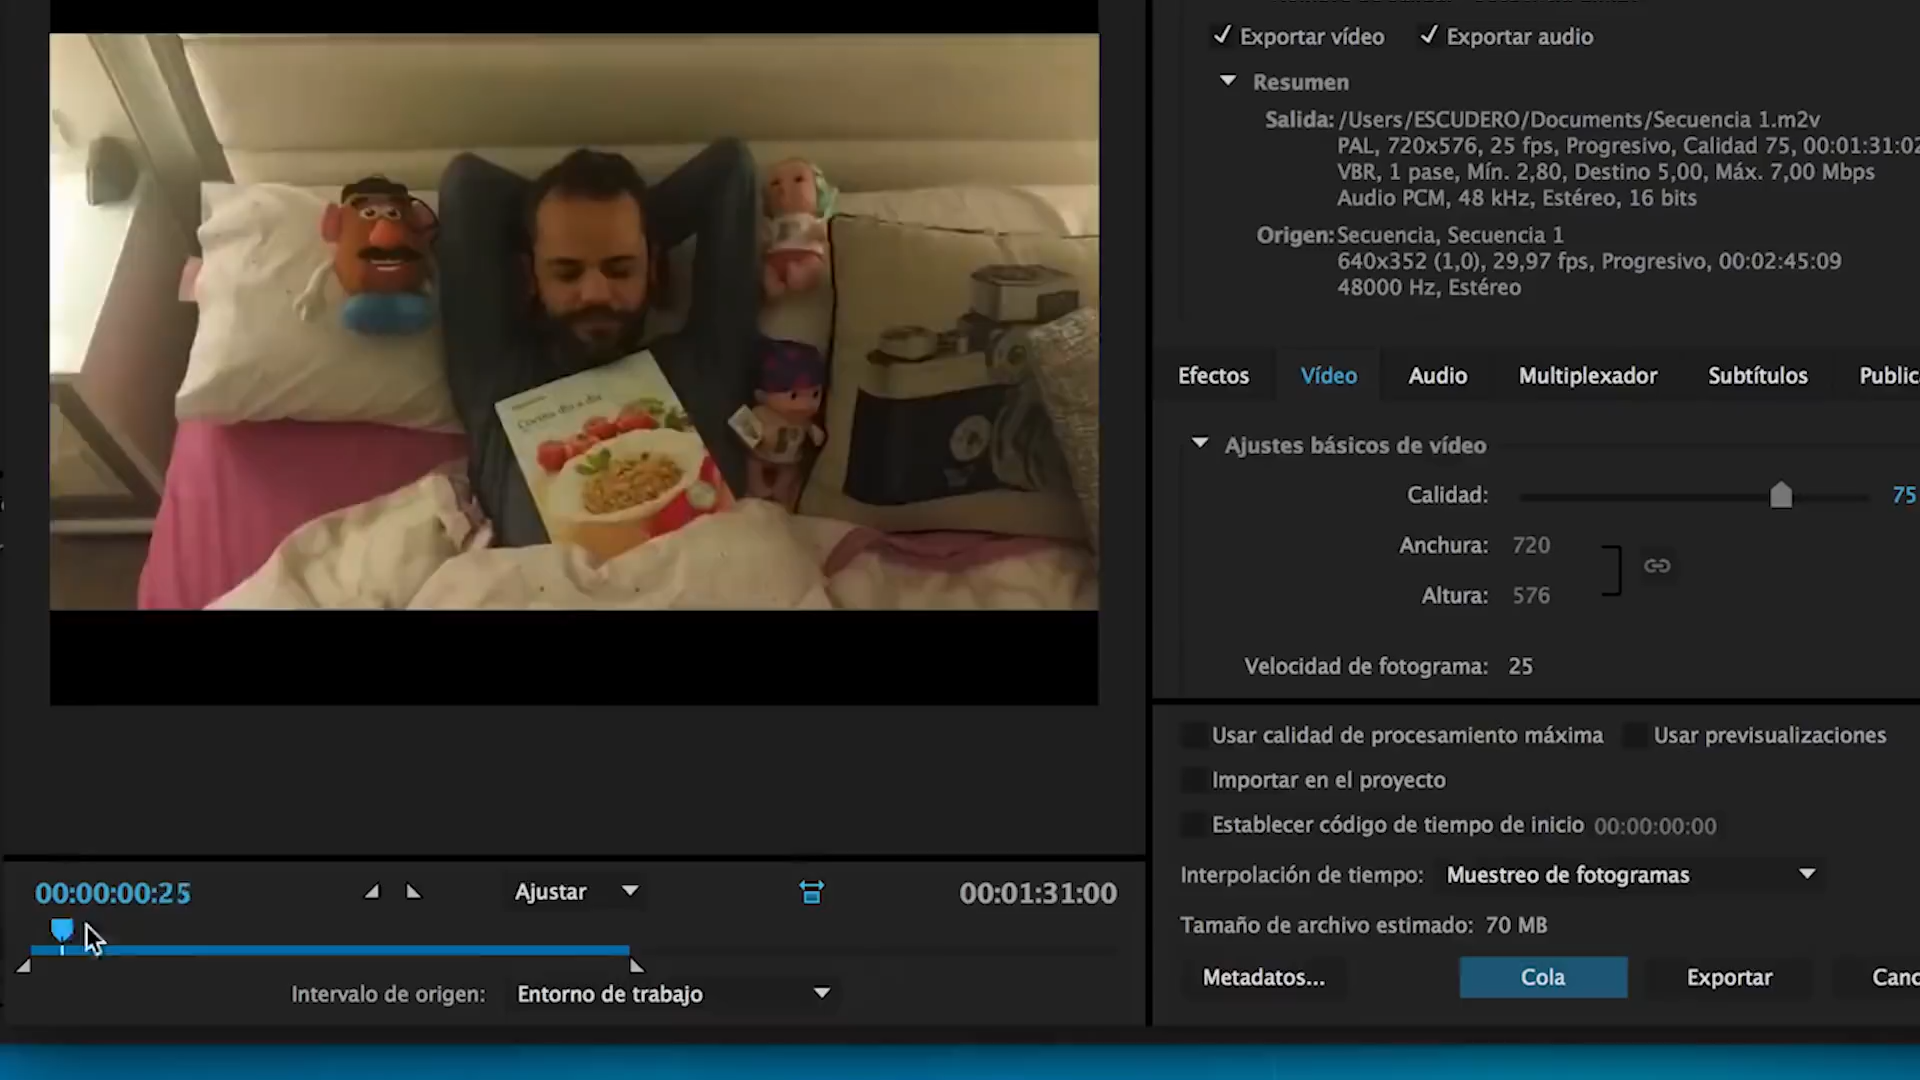 Exportar vídeo Exportar audio
Resumen
Salida: /Users/ESCUDERO/Documents/Secuencia 1.m2v
PAL, 720x576, 25 fps, Progresivo, Calidad 75, 00:01:31:02
VBR, 1 pase, Mín. 2,80, Destino 5,00, Máx. 7,00 Mbps
Audio PCM, 48 kHz, Estéreo, 16 bits
Origen: Secuencia, Secuencia 1
640x352 (1,0), 29,97 fps, Progresivo, 00:02:45:09
48000 Hz, Estéreo
Efectos Vídeo Audio Multiplexador Subtítulos Public
Ajustes básicos de vídeo
Calidad: 75
Anchura: 720
Altura: 576
Velocidad de fotograma: 25
Usar calidad de procesamiento máxima Usar previsualizaciones
Importar en el proyecto
Establecer código de tiempo de inicio 00:00:00:00
Interpolación de tiempo: Muestreo de fotogramas
Tamaño de archivo estimado: 70 MB
Metadatos... Cola Exportar Canc
Cocina día a día
00:00:00:25 Ajustar 00:01:31:00
Intervalo de origen: Entorno de trabajo